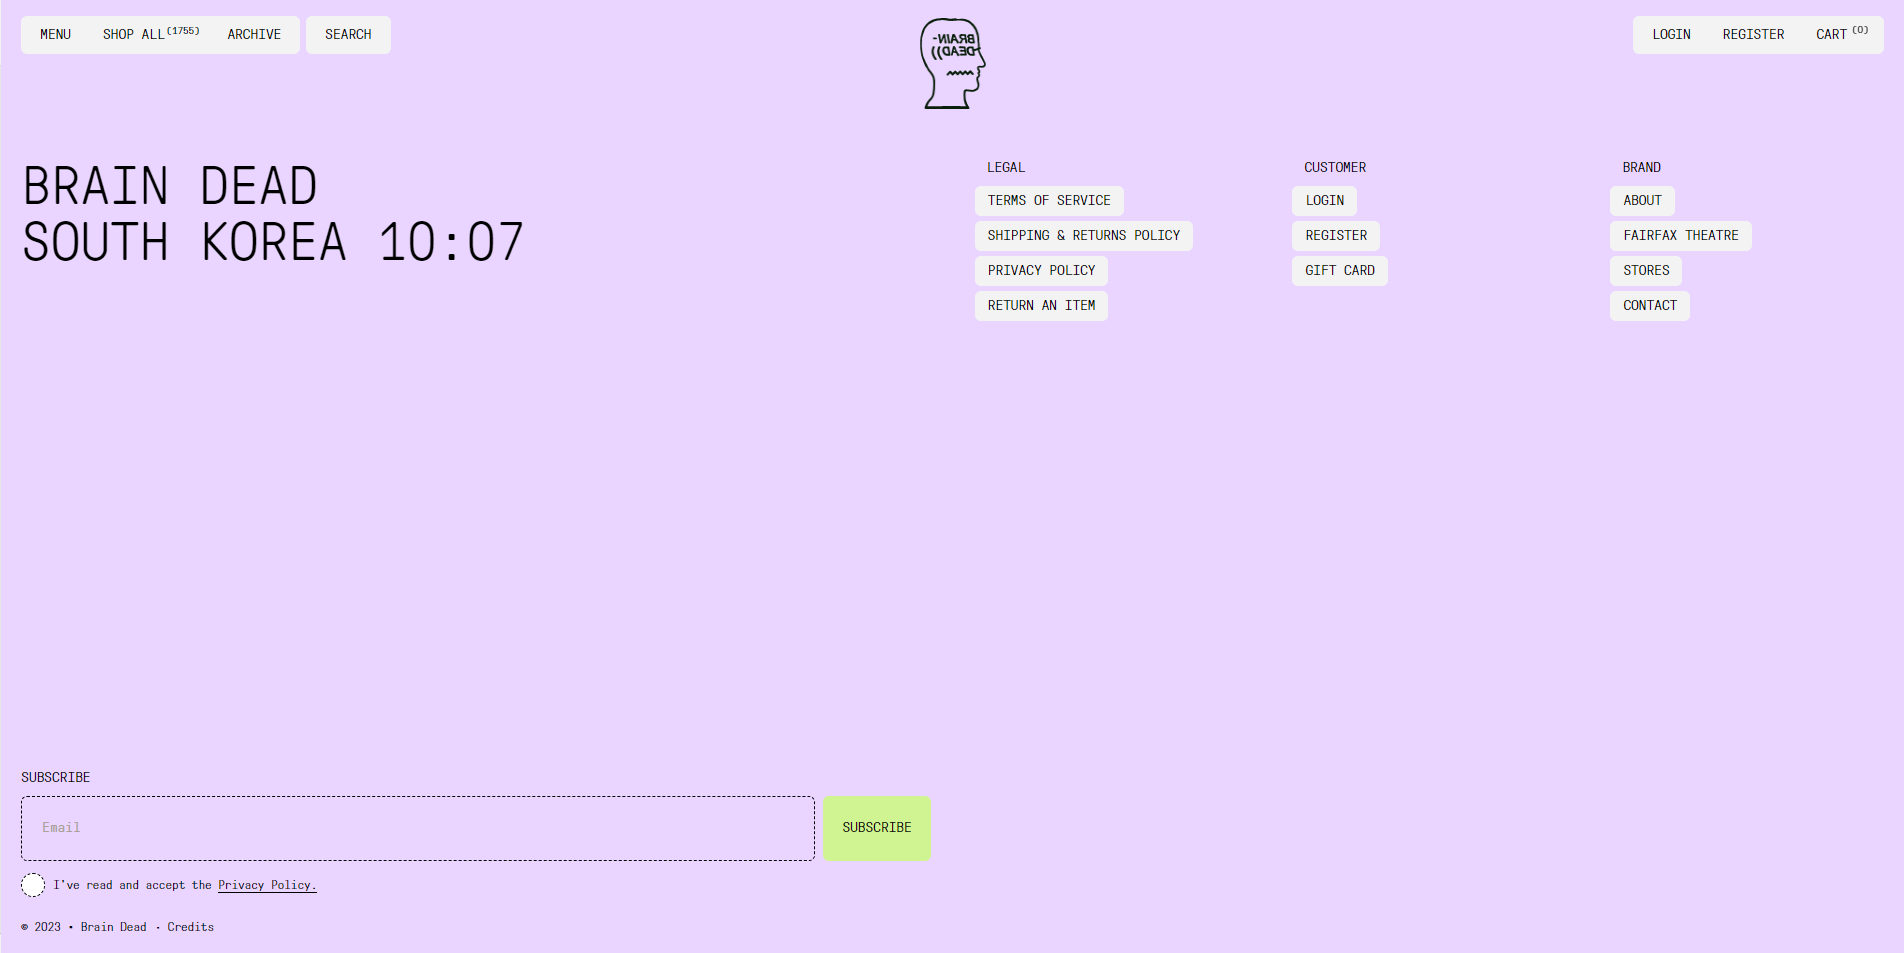 MENU SHOP ALL(1755) ARCHIVE SEARCH
BRAIN-
DEAD))
LOGIN REGISTER CART (0)
BRAIN DEAD
SOUTH KOREA 10:07
LEGAL
TERMS OF SERVICE
SHIPPING & RETURNS POLICY
PRIVACY POLICY
RETURN AN ITEM
CUSTOMER
LOGIN
REGISTER
GIFT CARD
BRAND
ABOUT
FAIRFAX THEATRE
STORES
CONTACT
SUBSCRIBE
Email
SUBSCRIBE
I've read and accept the Privacy Policy.
© 2023 • Brain Dead · Credits